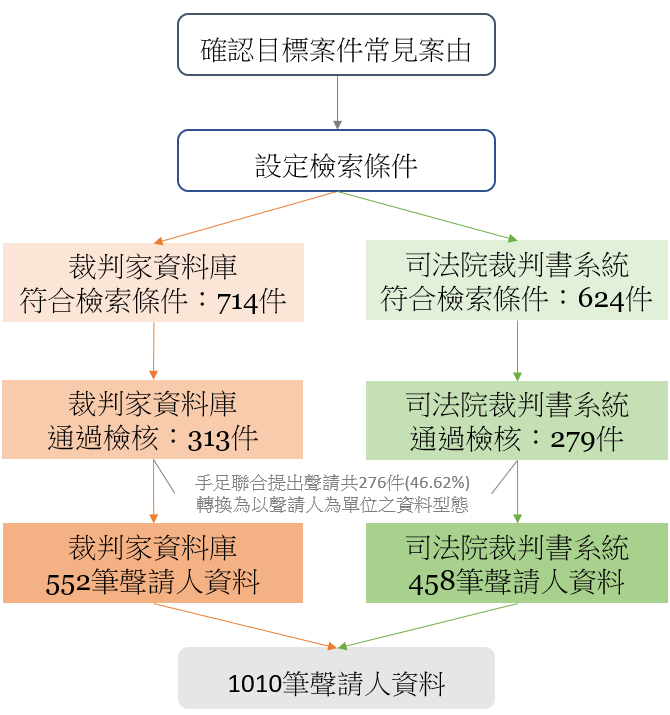 確認目標案件常見案由
設定檢索條件
裁判家資料庫
符合檢索條件：714件
司法院裁判書系統
符合檢索條件：624件
裁判家資料庫
通過檢核：313件
司法院裁判書系統
通過檢核：279件
手足聯合提出聲請共276件(46.62%)
轉換為以聲請人為單位之資料型態
裁判家資料庫
552筆聲請人資料
司法院裁判書系統
458筆聲請人資料
1010筆聲請人資料